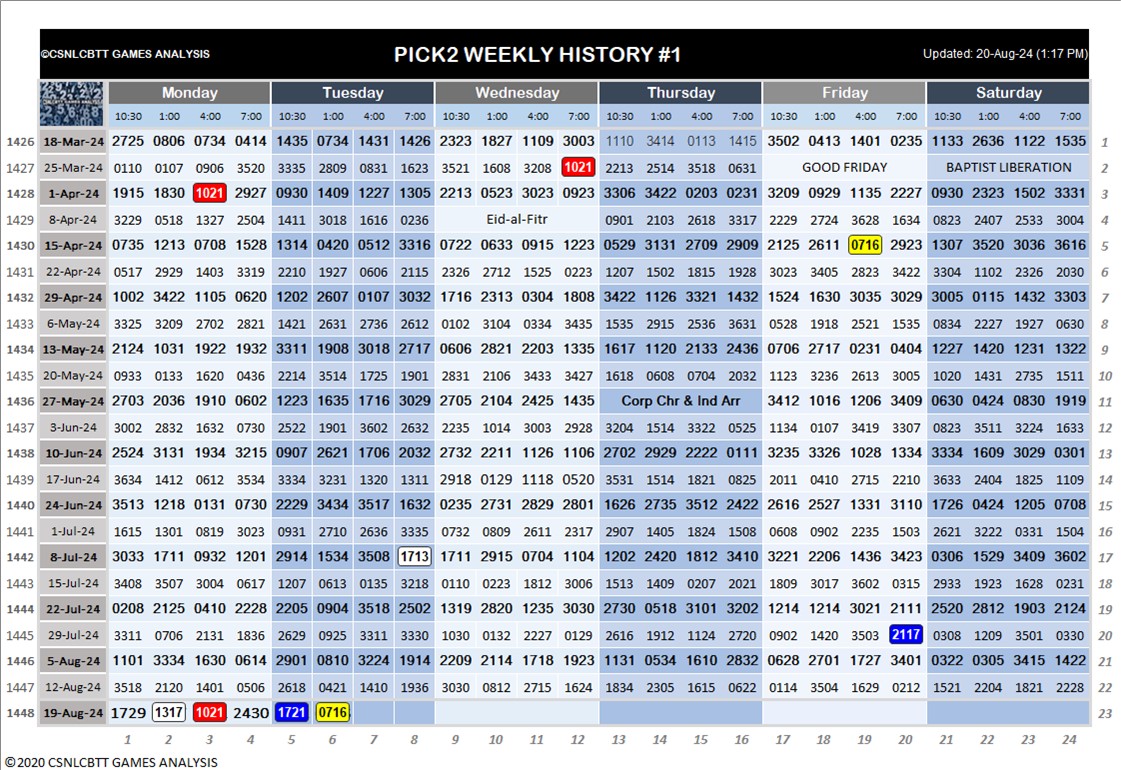 ©CSNLCBTT GAMES ANALYSIS PICK2 WEEKLY HISTORY #1 Updated: 20-Aug-24 (1:17 PM)
Monday Tuesday Wednesday Thursday Friday Saturday
10:30 1:00 4:00 7:00 10:30 1:00 4:00 7:00 10:30 1:00 4:00 7:00 10:30 1:00 4:00 7:00 10:30 1:00 4:00 7:00 10:30 1:00 4:00 7:00
1426 18-Mar-24 2725 0806 0734 0414 1435 0734 1431 1426 2323 1827 1109 3003 1110 3414 0113 1415 3502 0413 1401 0235 1133 2636 1122 1535 1
1427 25-Mar-24 0110 0107 0906 3520 3335 2809 0831 1623 3521 1608 3208 1021 2213 2514 3518 0631 GOOD FRIDAY BAPTIST LIBERATION 2
1428 1-Apr-24 1915 1830 1021 2927 0930 1409 1227 1305 2213 0523 3023 0923 3306 3422 0203 0231 3209 0929 1135 2271 0930 2323 1502 3331 3
1429 8-Apr-24 3229 0518 1327 2504 1411 3018 1616 0236 Eid-al-Fitr 0901 2103 2618 3317 2229 2724 3628 1634 0823 2407 2533 3004 4
1430 15-Apr-24 0735 1213 0708 1528 1314 0420 0512 3316 0722 0633 0915 1223 0529 3131 2709 2909 2125 2611 0716 2923 1307 3520 3036 3616 5
1431 22-Apr-24 0517 2929 1403 3319 2210 1927 0606 2115 2326 2712 1525 0223 1207 1502 1815 1928 3023 3405 2823 3422 3304 1102 2326 2030 6
1432 29-Apr-24 1002 3422 1105 0620 1202 2607 0107 3032 1716 2313 0304 1808 3422 1126 3321 1432 1524 1630 3035 3029 3005 0115 1432 3303 7
1433 6-May-24 3325 3209 2702 2821 1421 2631 2736 2612 0102 3104 0334 3435 1535 2915 2536 3631 0528 1918 2521 1535 0834 2227 1927 0630 8
1434 13-May-24 2124 1031 1922 1932 3311 1908 3018 2717 0606 2821 2203 1335 1617 1120 2133 2436 0706 2717 0231 0404 1227 1420 1231 1322 9
1435 20-May-24 0933 0133 1620 0436 2214 3514 1725 1901 2831 2106 3433 3427 1618 0608 0704 2032 1123 3236 2613 3005 1020 1431 2735 1511 10
1436 27-May-24 2703 2036 1910 0602 1223 1635 1716 3029 2705 2104 2425 1435 Corp Chr & Ind Arr 3412 1016 1206 3409 0630 0424 0830 1919 11
1437 3-Jun-24 3002 2832 1632 0730 2522 1901 3602 2632 2235 1014 3003 2928 3204 1514 3322 0525 1134 0107 3419 3307 0823 3511 3224 1633 12
1438 10-Jun-24 2524 3131 1934 3215 0907 2621 1706 2032 2732 2211 1126 1106 2702 2929 2222 0111 3235 3326 1028 1334 3334 1609 3029 0301 13
1439 17-Jun-24 3634 1412 0612 3534 3334 3231 1320 1311 2918 0129 1118 0520 3531 1514 1821 0825 2011 0410 2715 2210 3633 2404 1825 1109 14
1440 24-Jun-24 3513 1218 0131 0730 2229 3434 3517 1632 0235 2731 2829 2801 1626 2735 3512 2422 2616 2527 1331 3110 1726 0424 1205 0708 15
1441 1-Jul-24 1615 1301 0819 3023 0931 2710 2636 3335 0732 0809 2611 2317 2907 1405 1824 1508 0608 0902 2235 1503 2621 3222 0331 1504 16
1442 8-Jul-24 3033 1711 0932 1201 2914 1534 3508 1713 1711 2915 0704 1104 1202 2420 1812 3410 3221 2206 1436 3423 0306 1529 3409 3602 17
1443 15-Jul-24 3408 3507 3004 0617 1207 0613 0135 3218 0110 0223 1812 3006 1513 1409 0207 2021 1809 3017 3602 0315 2933 1923 1628 0231 18
1444 22-Jul-24 0208 2125 0410 2228 2205 0904 3518 2502 1319 2820 1235 3030 2730 0518 3101 3202 1214 1214 3021 2111 2520 2812 1903 2124 19
1445 29-Jul-24 3311 0706 2131 1836 2629 0925 3311 3330 1030 0132 2227 0129 2616 1912 1124 2720 0902 1420 3503 2117 0308 1209 3501 0330 20
1446 5-Aug-24 1101 3334 1630 0614 2901 0810 3224 1914 2209 2114 1718 1923 1131 0534 1610 2832 0628 2701 1727 3401 0322 0305 3415 1422 21
1447 12-Aug-24 3518 2120 1401 0506 2618 0421 1410 1936 3030 0812 2715 1624 1834 2305 1615 0622 0114 3504 1629 0212 1521 2204 1821 2228 22
1448 19-Aug-24 1729 1317 1021 2430 1721 0716 23
1 2 3 4 5 6 7 8 9 10 11 12 13 14 15 16 17 18 19 20 21 22 23 24
©2020 CSNLCBTT GAMES ANALYSIS